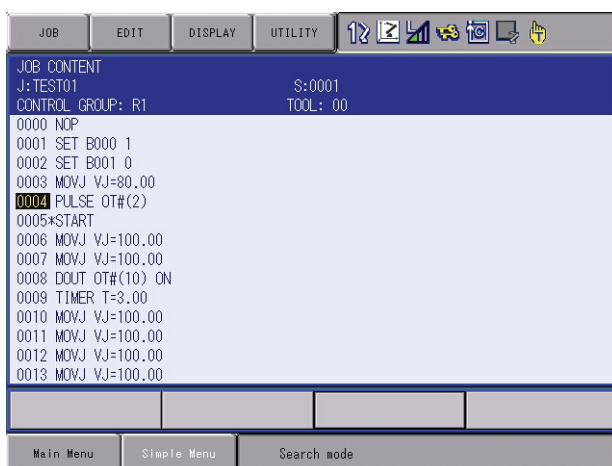 JOB EDIT DISPLAY UTILITY
JOB CONTENT
J:TEST01 S:0001
CONTROL GROUP: R1 TOOL: 00
0000 NOP
0001 SET B000 1
0002 SET B001 0
0003 MOVJ VJ=80.00
0004 PULSE OT#(2)
0005*START
0006 MOVJ VJ=100.00
0007 MOVJ VJ=100.00
0008 DOUT OT#(10) ON
0009 TIMER T=3.00
0010 MOVJ VJ=100.00
0011 MOVJ VJ=100.00
0012 MOVJ VJ=100.00
0013 MOVJ VJ=100.00
Main Menu Simple Menu Search mode